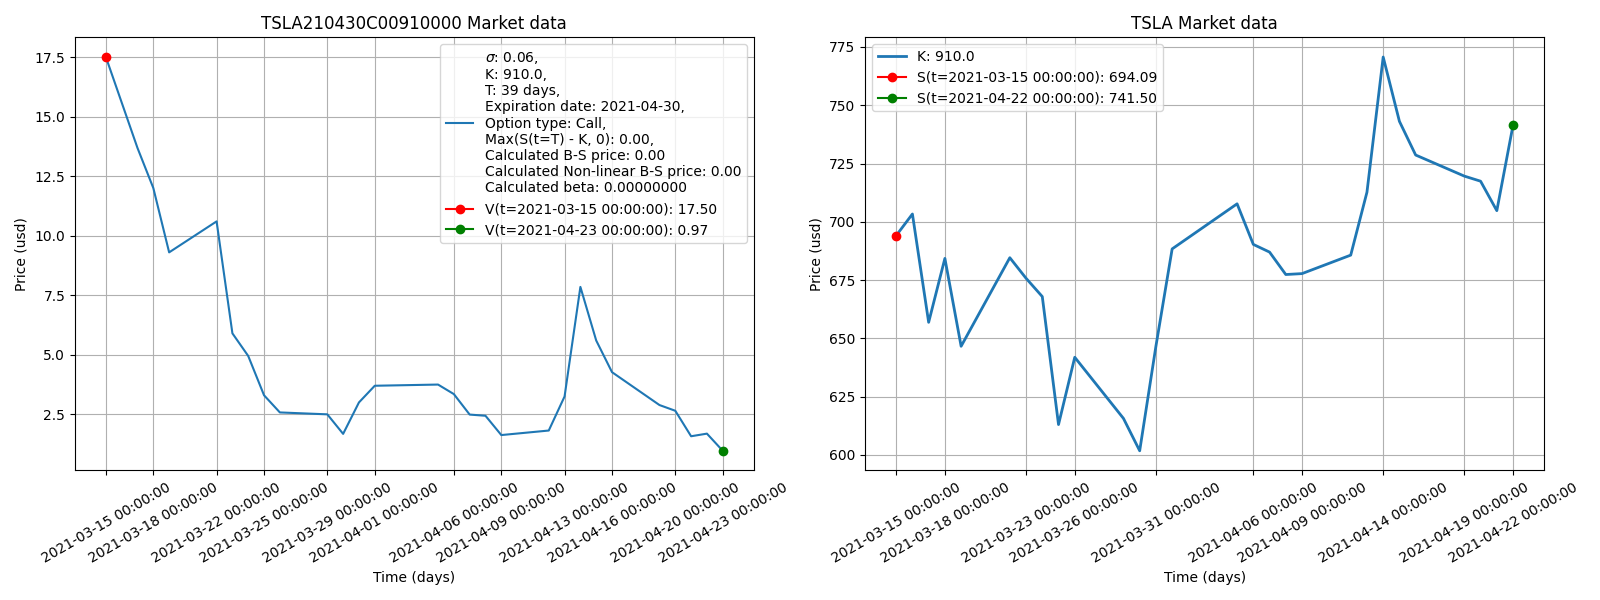 TSLA210430C00910000 Market data
Price (usd)
17.5
15.0
12.5
10.0
7.5
5.0
2.5
σ: 0.06,
K: 910.0,
T: 39 days,
Expiration date: 2021-04-30,
Option type: Call,
Max(S(t=T) - K, 0): 0.00,
Calculated B-S price: 0.00
Calculated Non-linear B-S price: 0.00
Calculated beta: 0.00000000
V(t=2021-03-15 00:00:00): 17.50
V(t=2021-04-23 00:00:00): 0.97
2021-03-15 00:00:00
2021-03-18 00:00:00
2021-03-22 00:00:00
2021-03-25 00:00:00
2021-03-29 00:00:00
2021-04-01 00:00:00
2021-04-06 00:00:00
2021-04-09 00:00:00
2021-04-13 00:00:00
2021-04-16 00:00:00
2021-04-20 00:00:00
2021-04-23 00:00:00
Time (days)
TSLA Market data
Price (usd)
775
750
725
700
675
650
625
600
K: 910.0
S(t=2021-03-15 00:00:00): 694.09
S(t=2021-04-22 00:00:00): 741.50
2021-03-15 00:00:00
2021-03-18 00:00:00
2021-03-23 00:00:00
2021-03-26 00:00:00
2021-03-31 00:00:00
2021-04-06 00:00:00
2021-04-09 00:00:00
2021-04-14 00:00:00
2021-04-19 00:00:00
2021-04-22 00:00:00
Time (days)